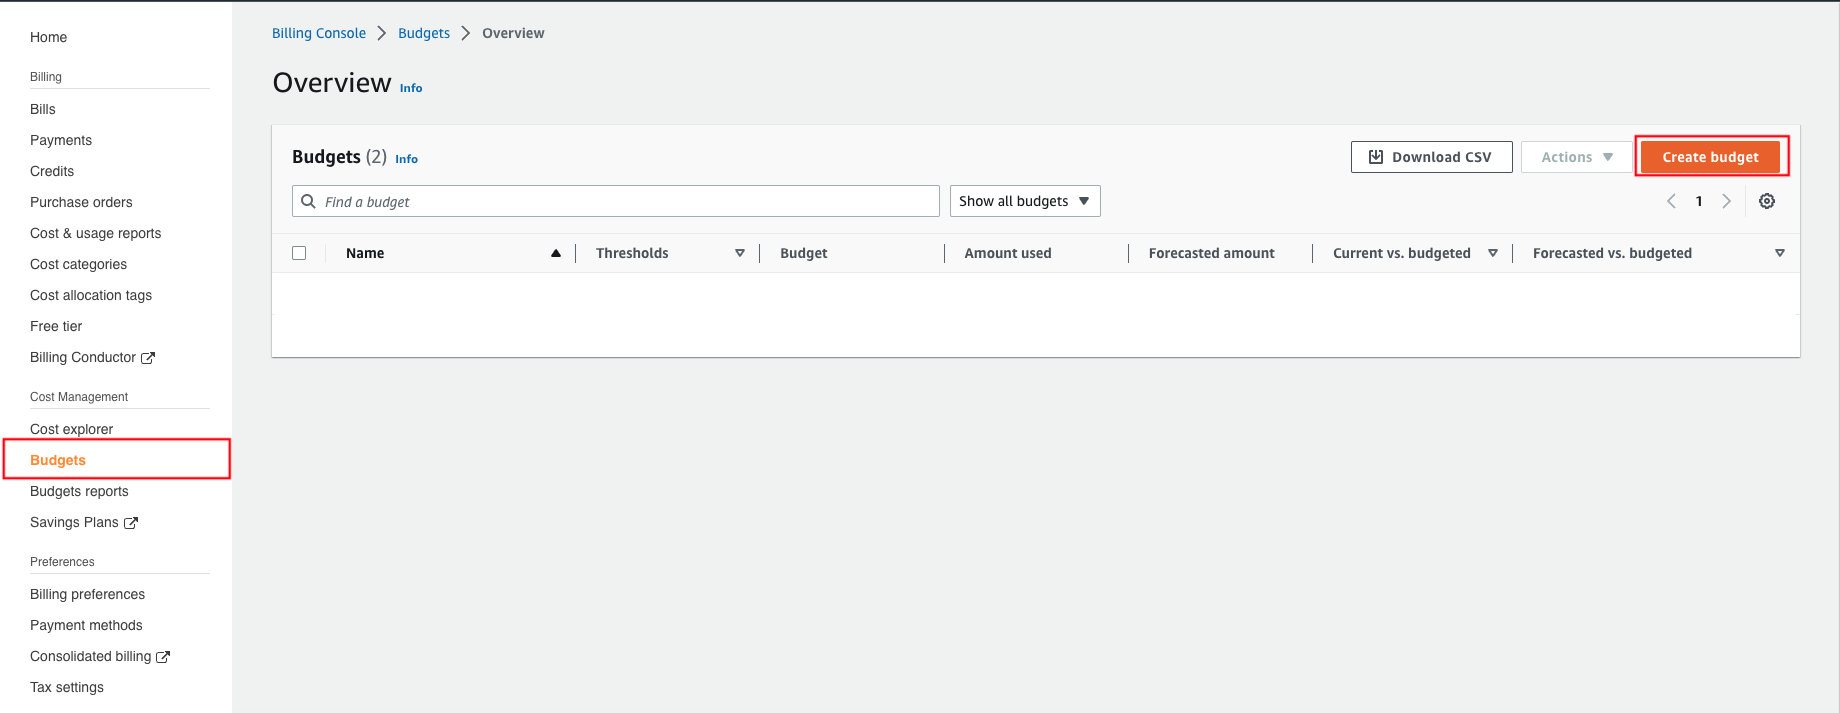 Home
Billing
Bills
Payments
Credits
Purchase orders
Cost & usage reports
Cost categories
Cost allocation tags
Free tier
Billing Conductor
Cost Management
Cost explorer
Budgets
Budgets reports
Savings Plans
Preferences
Billing preferences
Payment methods
Consolidated billing
Tax settings
Billing Console > Budgets > Overview
Overview Info
Budgets (2) Info
Download CSV Actions Create budget
Find a budget Show all budgets 1
Name Thresholds Budget Amount used Forecasted amount Current vs. budgeted Forecasted vs. budgeted